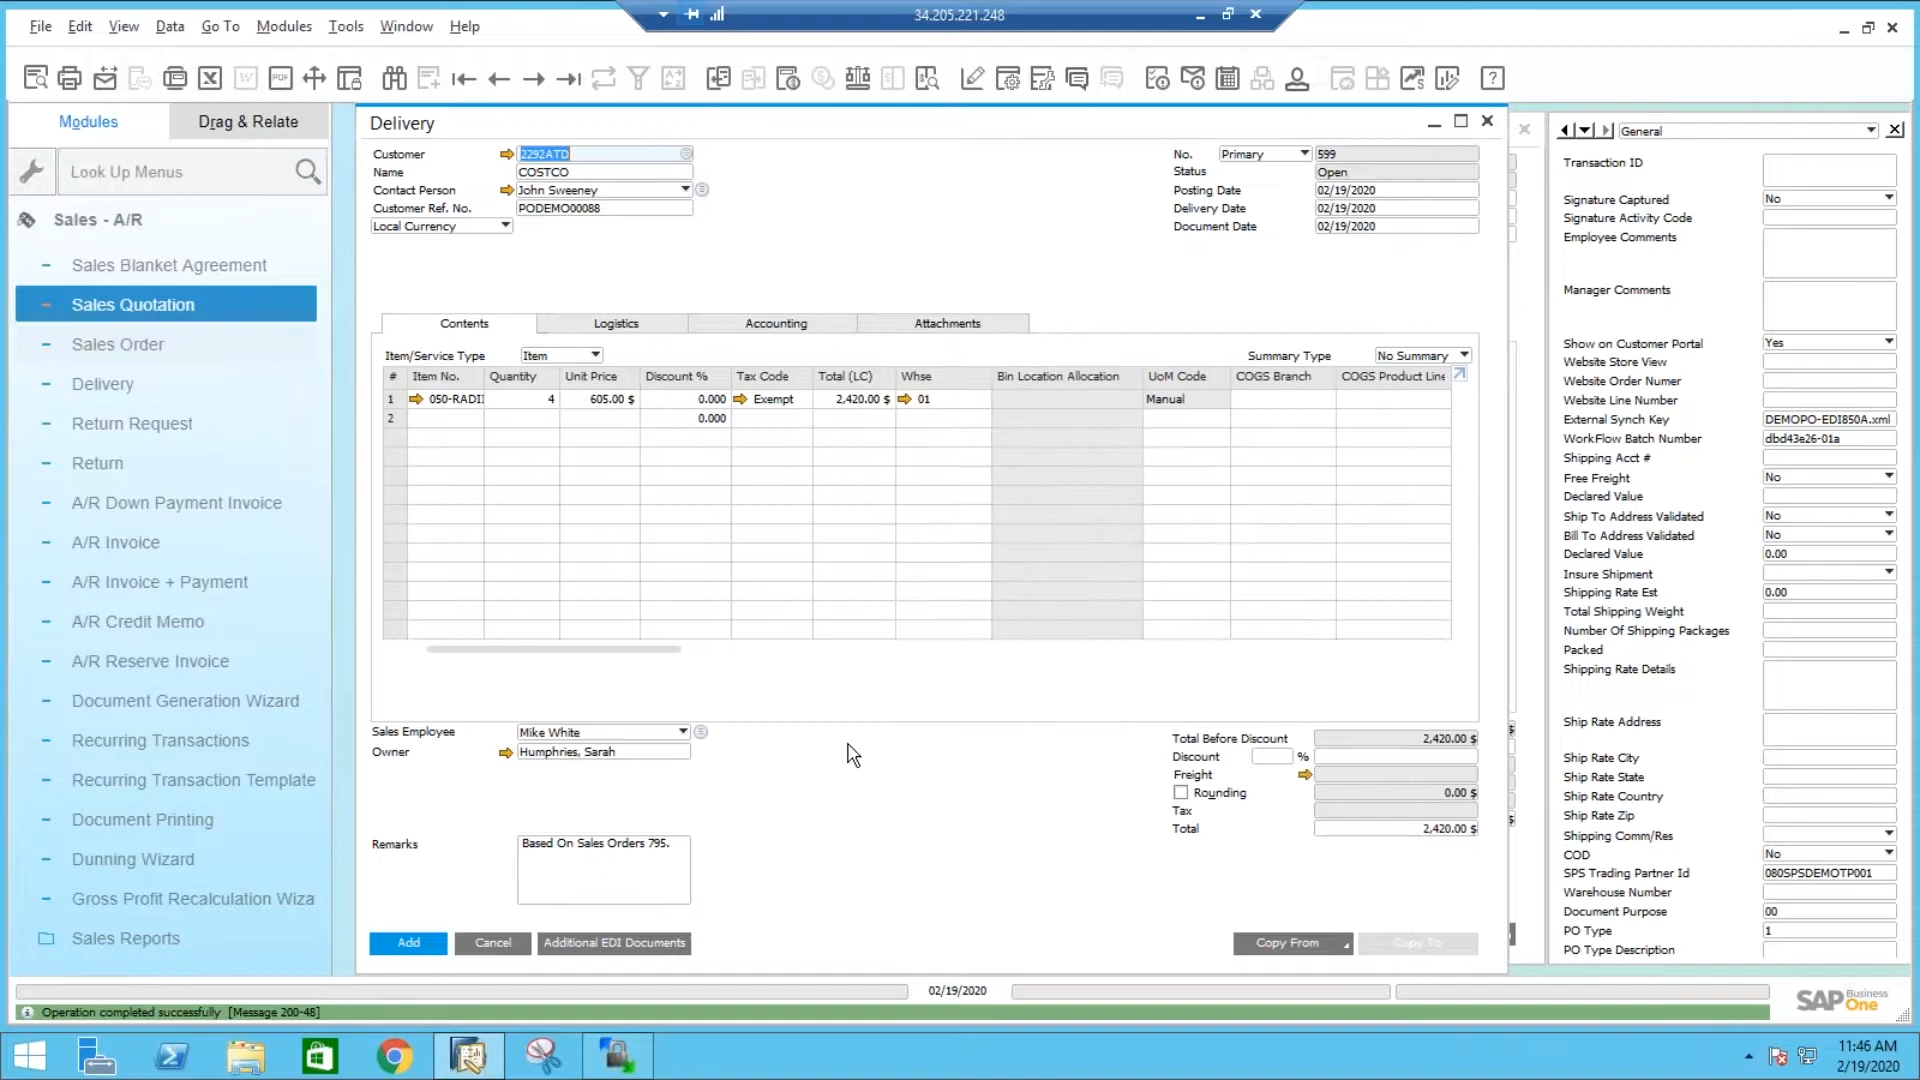 34.205.221.248
File Edit View Data Go To Modules Tools Window Help
Modules
Drag & Relate
Look Up Menus
Sales - A/R
Sales Blanket Agreement
Sales Quotation
Sales Order
Delivery
Return Request
Return
A/R Down Payment Invoice
A/R Invoice
A/R Invoice + Payment
A/R Credit Memo
A/R Reserve Invoice
Document Generation Wizard
Recurring Transactions
Recurring Transaction Template
Document Printing
Dunning Wizard
Gross Profit Recalculation Wiza
Sales Reports
Delivery
Customer 2292ATD
Name COSTCO
Contact Person John Sweeney
Customer Ref. No. PODEMO00088
Local Currency
No. Primary 599
Status Open
Posting Date 02/19/2020
Delivery Date 02/19/2020
Document Date 02/19/2020
Contents Logistics Accounting Attachments
Item/Service Type Item
Summary Type No Summary
# Item No. Quantity Unit Price Discount % Tax Code Total (LC) Whse Bin Location Allocation UoM Code COGS Branch COGS Product Line
1 050-RADII 4 605.00 $ 0.000 Exempt 2,420.00 $ 01 Manual
2 0.000
Sales Employee Mike White
Owner Humphries, Sarah
Remarks Based On Sales Orders 795.
Total Before Discount 2,420.00 $
Discount %
Freight
Rounding 0.00 $
Tax
Total 2,420.00 $
Add Cancel Additional EDI Documents
Copy From Copy To
General
Transaction ID
Signature Captured No
Signature Activity Code
Employee Comments
Manager Comments
Show on Customer Portal Yes
Website Store View
Website Order Numer
Website Line Number
External Synch Key DEMOPO-EDI850A.xml
WorkFlow Batch Number dbd43e26-01a
Shipping Acct #
Free Freight No
Declared Value
Ship To Address Validated No
Bill To Address Validated No
Declared Value 0.00
Insure Shipment
Shipping Rate Est 0.00
Total Shipping Weight
Number Of Shipping Packages
Packed
Shipping Rate Details
Ship Rate Address
Ship Rate City
Ship Rate State
Ship Rate Country
Ship Rate Zip
Shipping Comm/Res
COD No
SPS Trading Partner Id 080SPSDEMOTP001
Warehouse Number
Document Purpose 00
PO Type 1
PO Type Description
02/19/2020
Operation completed successfully [Message 200-48]
SAP Business One
11:46 AM
2/19/2020